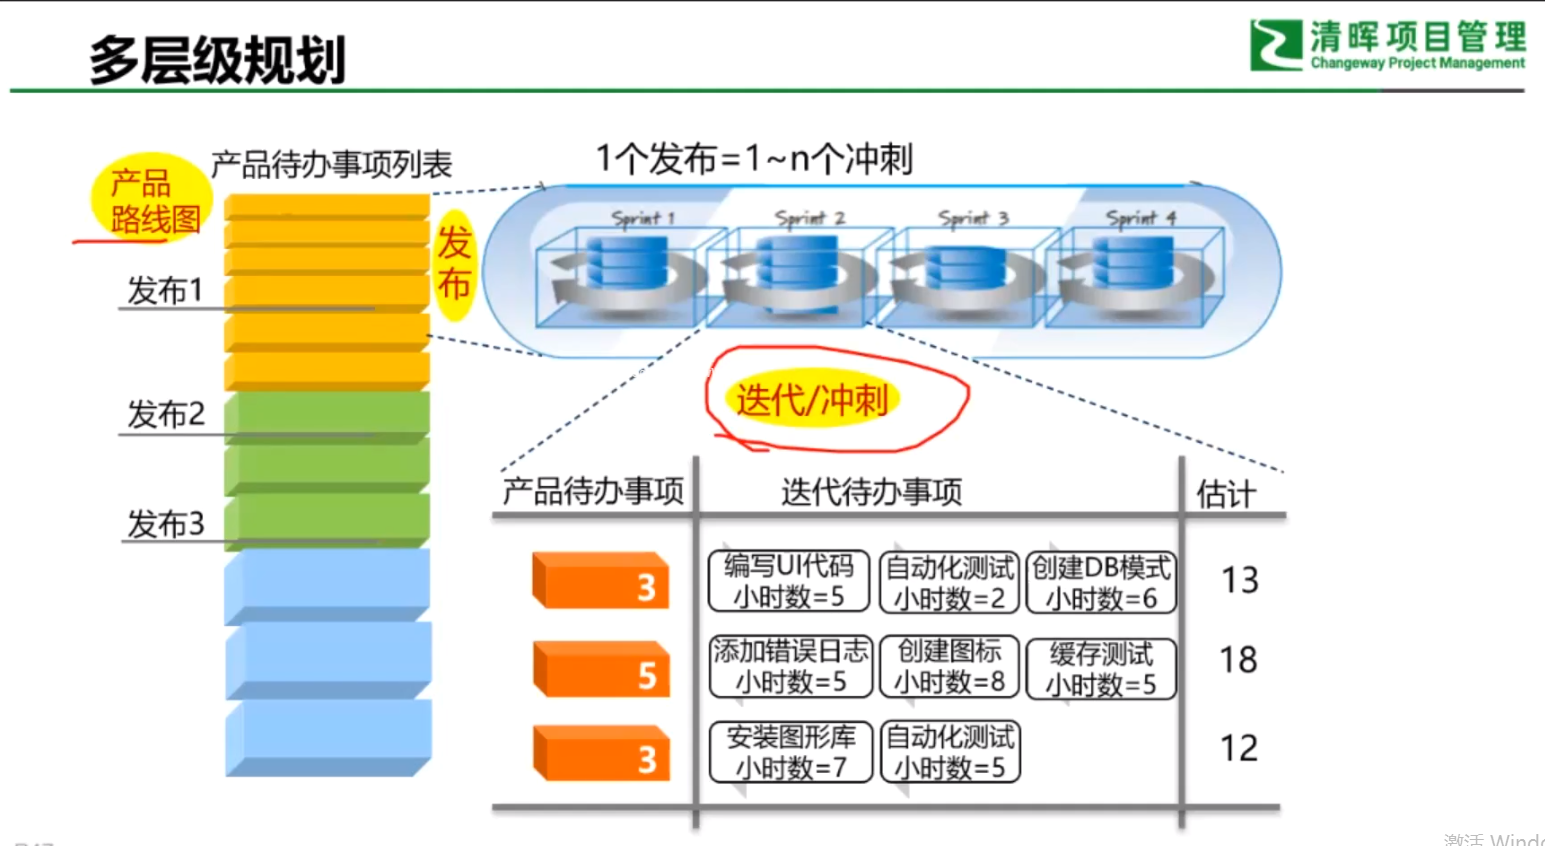 多层级规划
清晖项目管理
Changeway Project Management
产品
路线图
产品待办事项列表
发布1
发布2
发布3
发
布
1个发布=1~n个冲刺
Sprint 1
Sprint 2
Sprint 3
Sprint 4
迭代/冲刺
产品待办事项
迭代待办事项
估计
3
编写UI代码
小时数=5
自动化测试
小时数=2
创建DB模式
小时数=6
13
5
添加错误日志
小时数=5
创建图标
小时数=8
缓存测试
小时数=5
18
3
安装图形库
小时数=7
自动化测试
小时数=5
12
激活 Windo